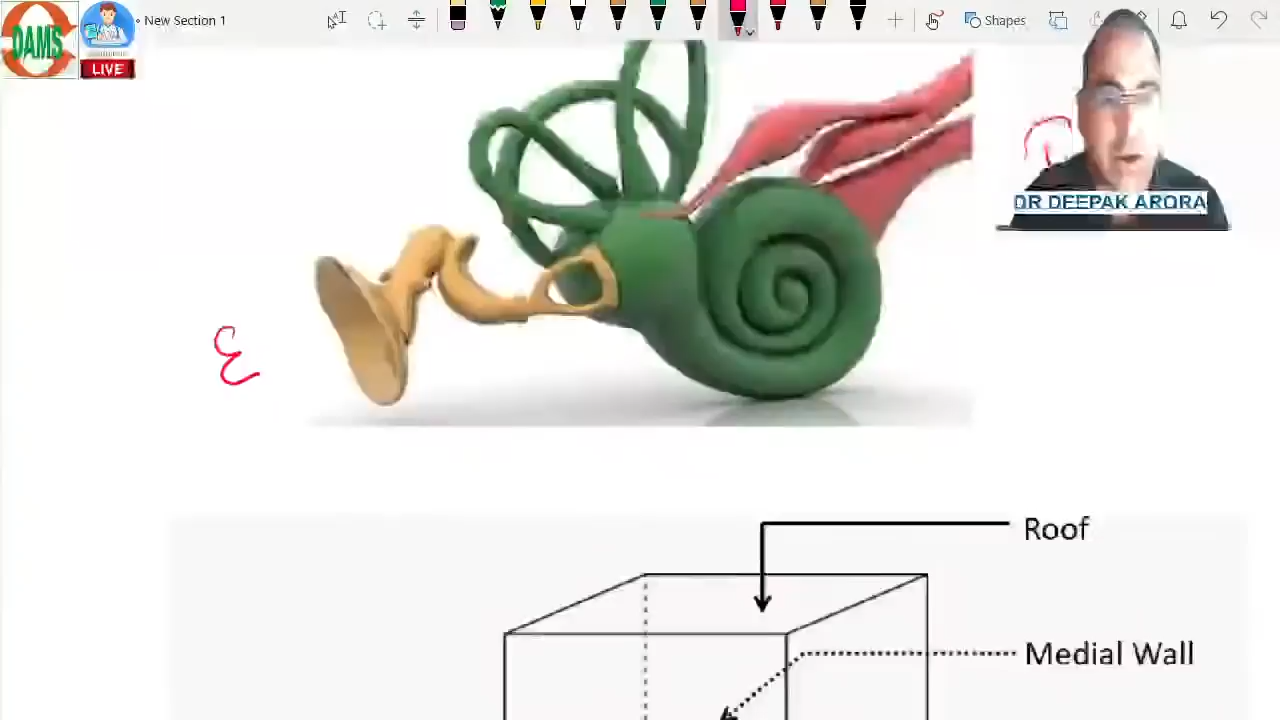 DAMS
LIVE
New Section 1
Shapes
DR DEEPAK ARORA
ε
Roof
Medial Wall